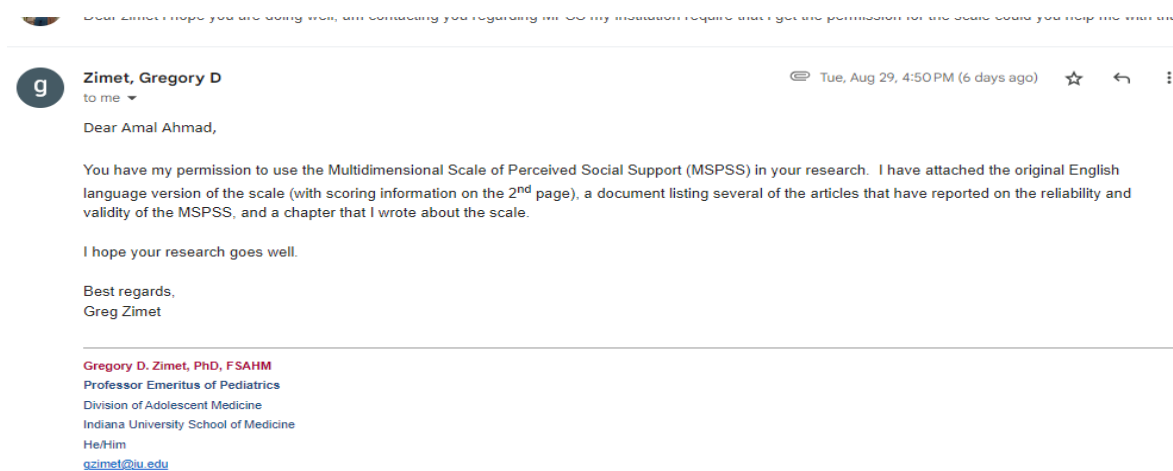 Dear Zimet I hope you are doing well, am contacting you regarding MPSS my institution require that I get the permission for the scale could you help me with
g
Zimet, Gregory D
Tue, Aug 29, 4:50 PM (6 days ago)
to me
Dear Amal Ahmad,
You have my permission to use the Multidimensional Scale of Perceived Social Support (MSPSS) in your research. I have attached the original English
language version of the scale (with scoring information on the 2nd page), a document listing several of the articles that have reported on the reliability and
validity of the MSPSS, and a chapter that I wrote about the scale.
I hope your research goes well.
Best regards,
Greg Zimet
Gregory D. Zimet, PhD, FSAHM
Professor Emeritus of Pediatrics
Division of Adolescent Medicine
Indiana University School of Medicine
He/Him
gzimet@iu.edu